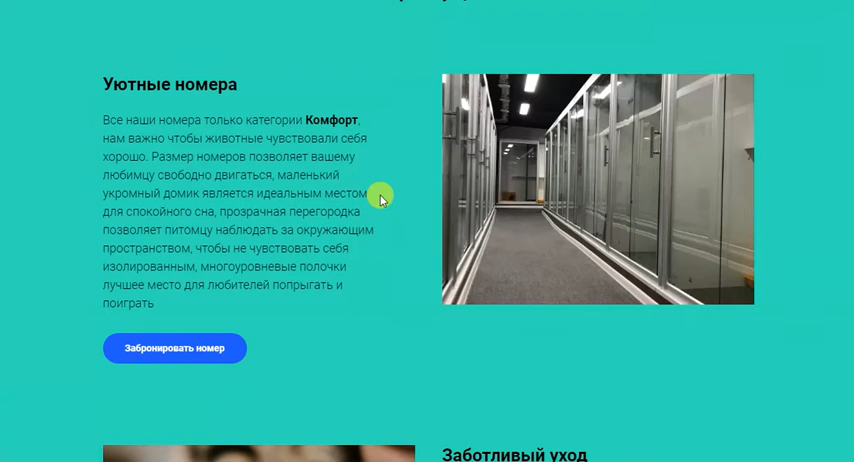 Уютные номера
Все наши номера только категории Комфорт,
нам важно чтобы животные чувствовали себя
хорошо. Размер номеров позволяет вашему
любимцу свободно двигаться, маленький
укромный домик является идеальным местом
для спокойного сна, прозрачная перегородка
позволяет питомцу наблюдать за окружающим
пространством, чтобы не чувствовать себя
изолированным, многоуровневые полочки
лучшее место для любителей попрыгать и
поиграть
Забронировать номер
Заботливый уход